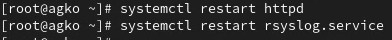 [root@agko ~]# systemctl restart httpd
[root@agko ~]# systemctl restart rsyslog.service